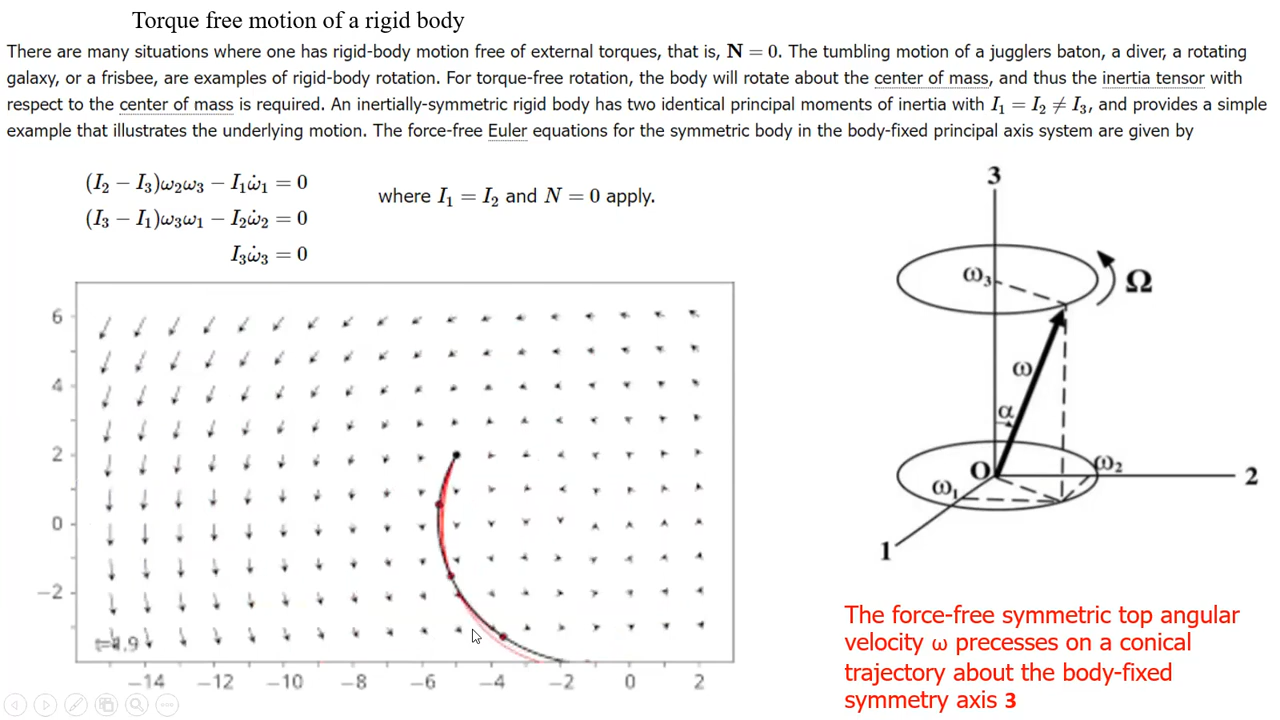 Torque free motion of a rigid body
There are many situations where one has rigid-body motion free of external torques, that is, N = 0. The tumbling motion of a jugglers baton, a diver, a rotating
galaxy, or a frisbee, are examples of rigid-body rotation. For torque-free rotation, the body will rotate about the center of mass, and thus the inertia tensor with
respect to the center of mass is required. An inertially-symmetric rigid body has two identical principal moments of inertia with I₁ = I₂ ≠ I₃, and provides a simple
example that illustrates the underlying motion. The force-free Euler equations for the symmetric body in the body-fixed principal axis system are given by
(I₂ − I₃)ω₂ω₃ − I₁ω̇₁ = 0
(I₃ − I₁)ω₃ω₁ − I₂ω̇₂ = 0
I₃ω̇₃ = 0
where I₁ = I₂ and N = 0 apply.
6
4
2
0
−2
−14 −12 −10 −8 −6 −4 −2 0 2
3
ω₃
Ω
ω
α
O
ω₂
2
ω₁
1
The force-free symmetric top angular
velocity ω precesses on a conical
trajectory about the body-fixed
symmetry axis 3